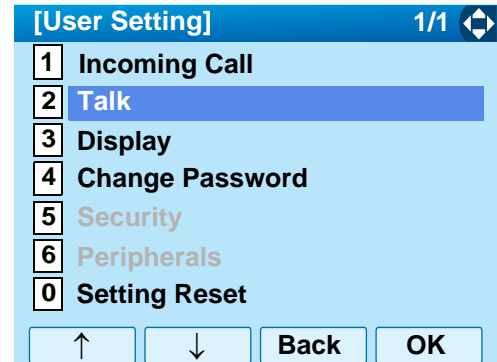 [User Setting] 1/1
1 Incoming Call
2 Talk
3 Display
4 Change Password
5 Security
6 Peripherals
0 Setting Reset
↑ ↓ Back OK